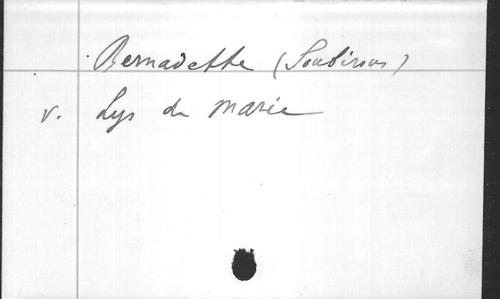 Bernadette (Soubirous)
v. Lys de Marie